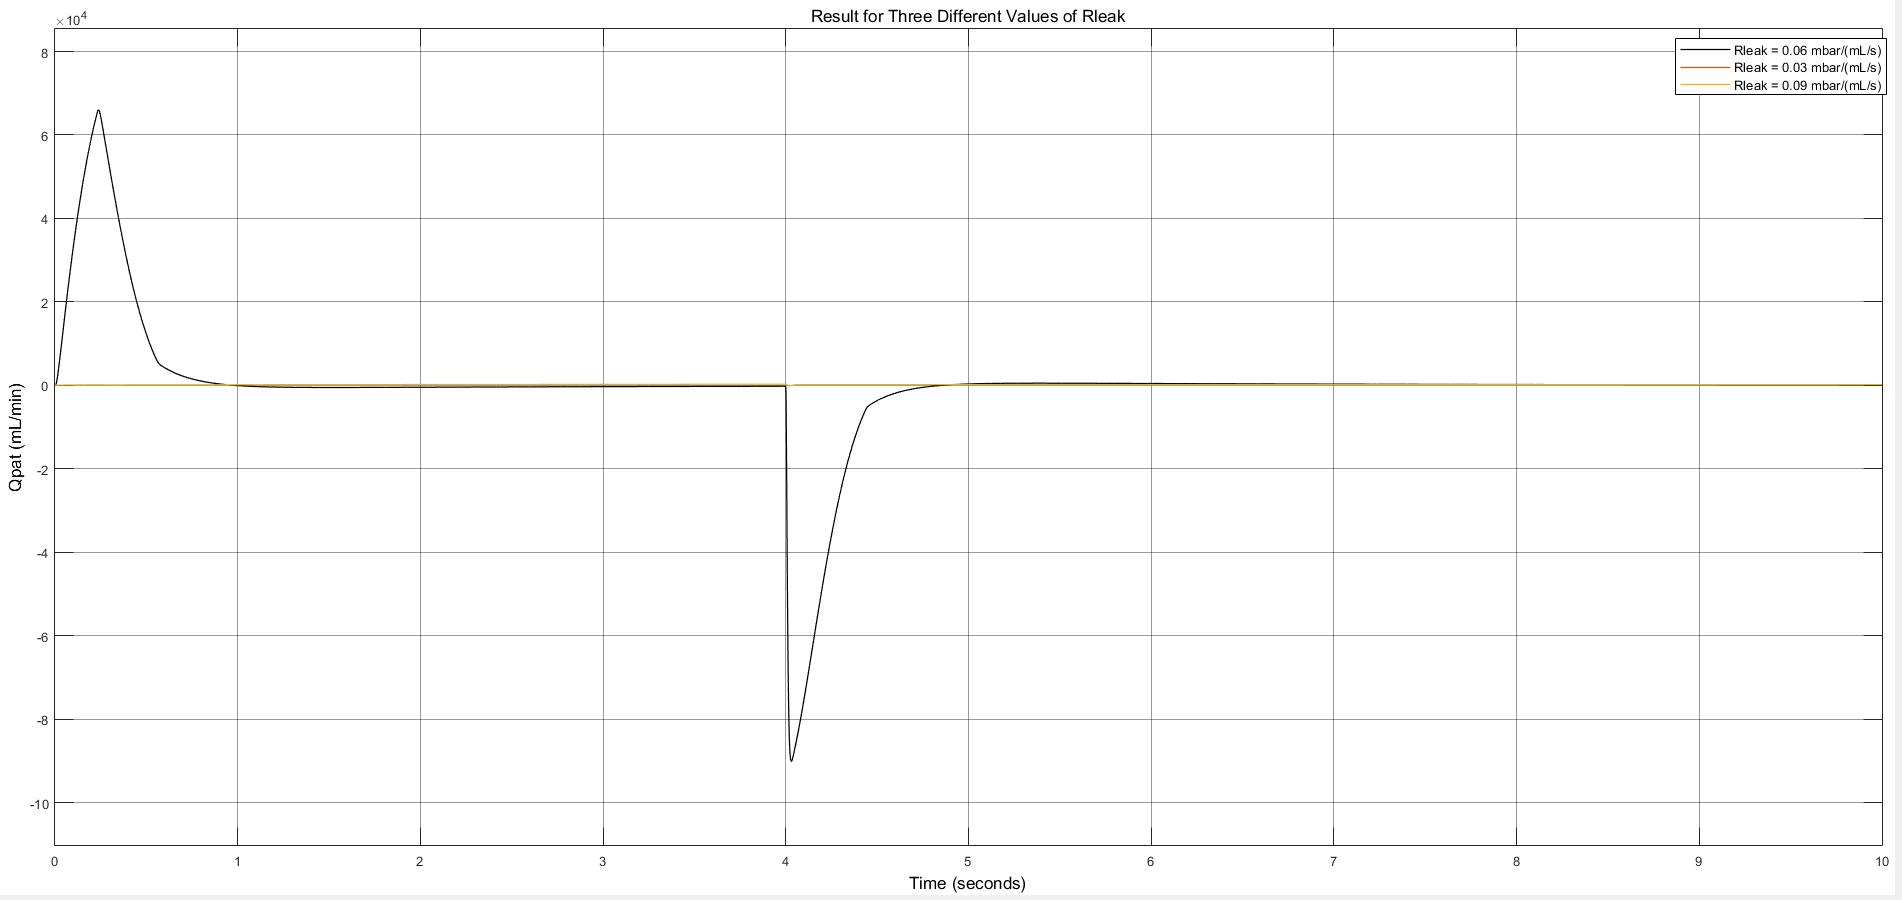 Result for Three Different Values of Rleak
×10⁴
8
6
4
2
0
-2
-4
-6
-8
-10
Qpat (mL/min)
Rleak = 0.06 mbar/(mL/s)
Rleak = 0.03 mbar/(mL/s)
Rleak = 0.09 mbar/(mL/s)
0 1 2 3 4 5 6 7 8 9 10
Time (seconds)